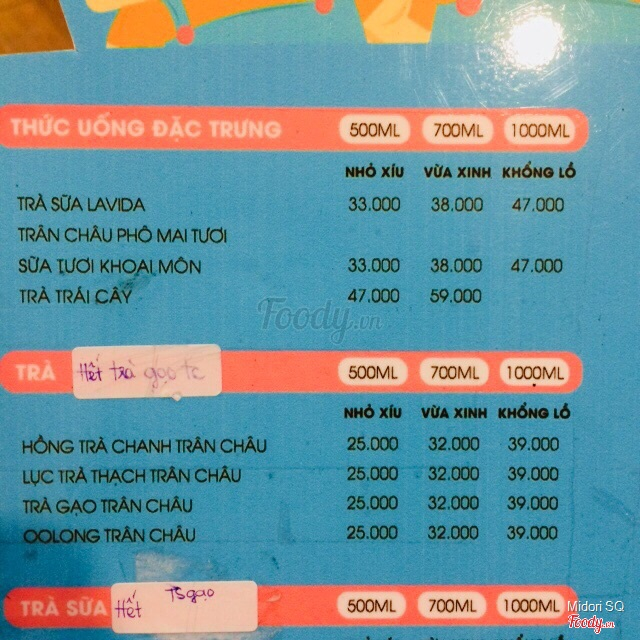 THỨC UỐNG ĐẶC TRƯNG 500ML 700ML 1000ML
NHỎ XÍU VỪA XINH KHỔNG LỒ
TRÀ SỮA LAVIDA 33.000 38.000 47.000
TRÂN CHÂU PHÔ MAI TƯƠI
SỮA TƯƠI KHOAI MÔN 33.000 38.000 47.000
TRÀ TRÁI CÂY 47.000 59.000
Foody.vn
TRÀ Hết trà gạo tc 500ML 700ML 1000ML
NHỎ XÍU VỪA XINH KHỔNG LỒ
HỒNG TRÀ CHANH TRÂN CHÂU 25.000 32.000 39.000
LỤC TRÀ THẠCH TRÂN CHÂU 25.000 32.000 39.000
TRÀ GẠO TRÂN CHÂU 25.000 32.000 39.000
OOLONG TRÂN CHÂU 25.000 32.000 39.000
TRÀ SỮA Hết TS gạo 500ML 700ML 1000ML
Midori SQ
Foody.vn